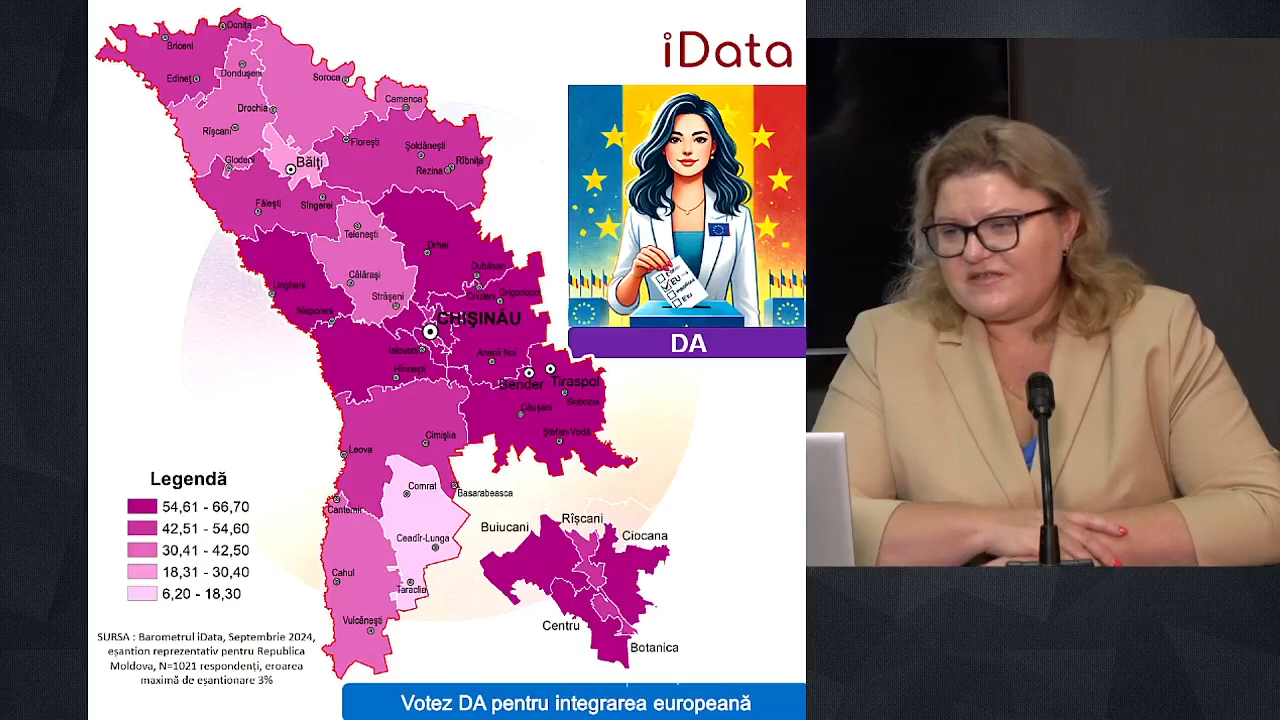 iData
Ocnița
Briceni
Dondușeni
Edineț
Soroca
Camenca
Drochia
Rîșcani
Florești
Șoldănești
Glodeni
Bălți
Rîbnița
Rezina
Fălești
Sîngerei
Telenești
Orhei
Dubăsari
Călărași
Ungheni
Criuleni
Grigoriopol
Strășeni
Nisporeni
CHIȘINĂU
Ialoveni
Anenii Noi
Hîncești
Bender
Tiraspol
Slobozia
Căușeni
Ștefan-Vodă
Cimișlia
Leova
Comrat
Basarabeasca
Cantemir
Ceadîr-Lunga
Cahul
Taraclia
Vulcănești
EU
DA
Buiucani
Rîșcani
Ciocana
Centru
Botanica
Legendă
54,61 - 66,70
42,51 - 54,60
30,41 - 42,50
18,31 - 30,40
6,20 - 18,30
SURSA : Barometrul iData, Septembrie 2024,
eșantion reprezentativ pentru Republica
Moldova, N=1021 respondenți, eroarea
maximă de eșantionare 3%
Votez DA pentru integrarea europeană